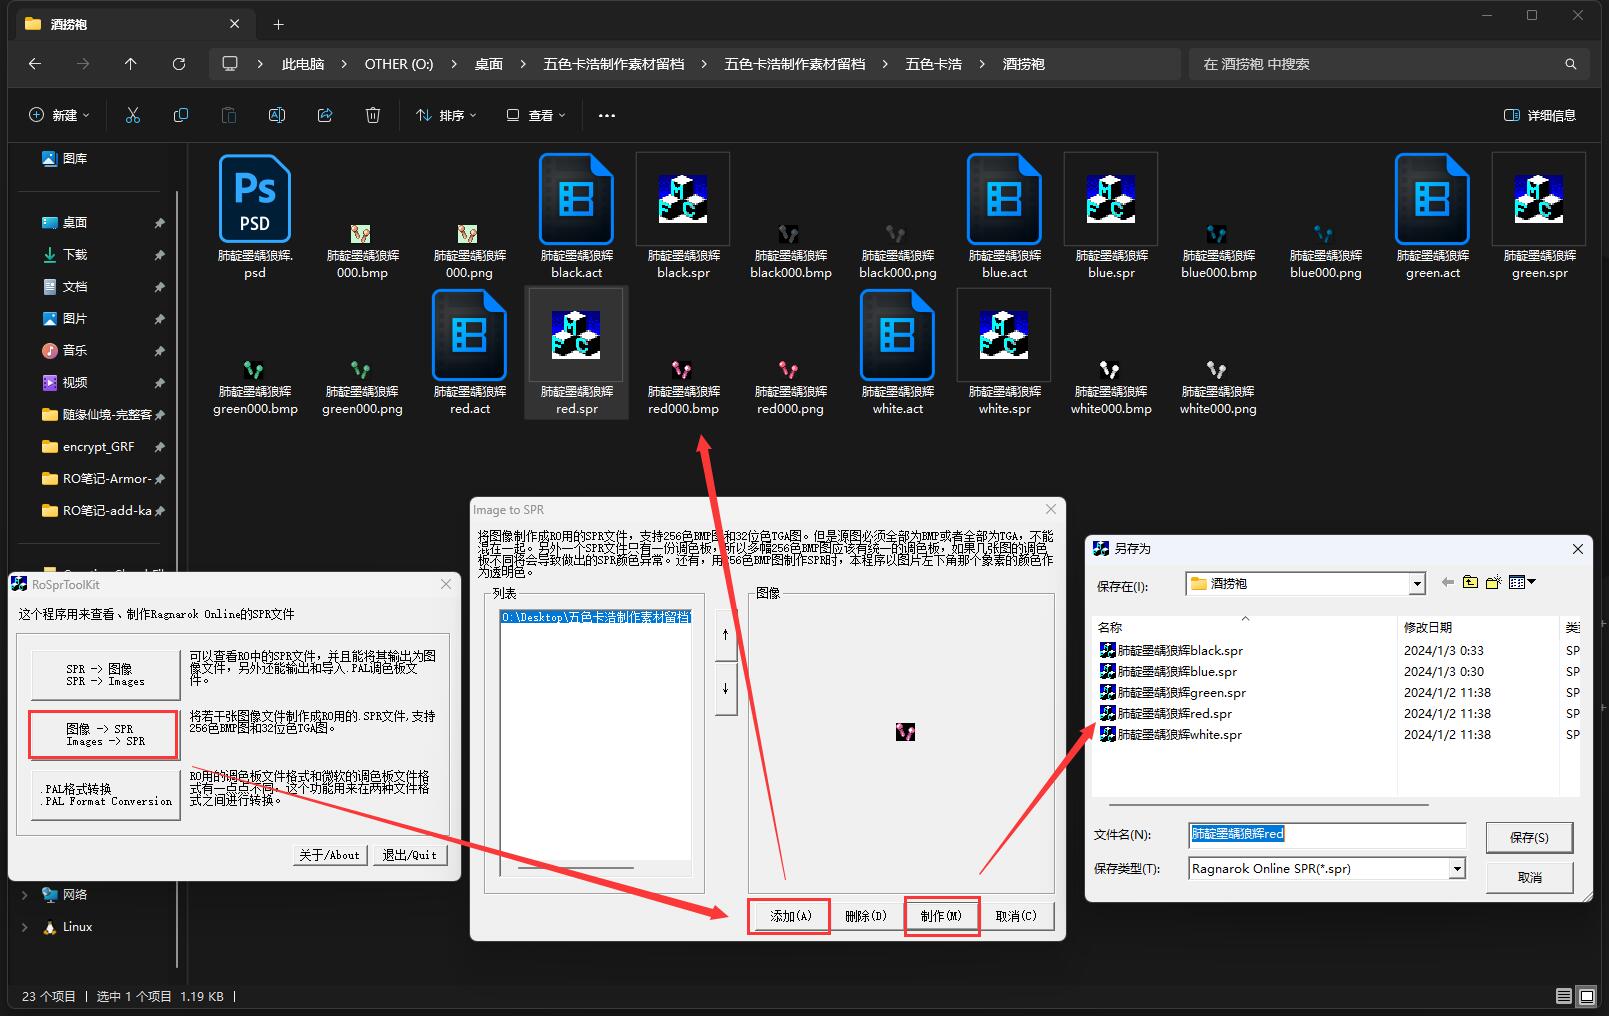 酒捞袍
此电脑 > OTHER (O:) > 桌面 > 五色卡浩制作素材留档 > 五色卡浩制作素材留档 > 五色卡浩 > 酒捞袍
在 酒捞袍 中搜索
新建
排序
查看
详细信息
图库
桌面
下载
文档
图片
音乐
视频
随缘仙境-完整客
encrypt_GRF
RO笔记-Armor-
RO笔记-add-ka
网络
Linux
肺靛墨龋狼辉.psd
肺靛墨龋狼辉000.bmp
肺靛墨龋狼辉000.png
肺靛墨龋狼辉black.act
肺靛墨龋狼辉black.spr
肺靛墨龋狼辉black000.bmp
肺靛墨龋狼辉black000.png
肺靛墨龋狼辉blue.act
肺靛墨龋狼辉blue.spr
肺靛墨龋狼辉blue000.bmp
肺靛墨龋狼辉blue000.png
肺靛墨龋狼辉green.act
肺靛墨龋狼辉green.spr
肺靛墨龋狼辉green000.bmp
肺靛墨龋狼辉green000.png
肺靛墨龋狼辉red.act
肺靛墨龋狼辉red.spr
肺靛墨龋狼辉red000.bmp
肺靛墨龋狼辉red000.png
肺靛墨龋狼辉white.act
肺靛墨龋狼辉white.spr
肺靛墨龋狼辉white000.bmp
肺靛墨龋狼辉white000.png
Ps
PSD
RoSprToolKit
这个程序用来查看、制作Ragnarok Online的SPR文件
SPR -> 图像
SPR -> Images
可以查看RO中的SPR文件，并且能将其输出为图
像文件，另外还能输出和导入.PAL调色板文
件。
图像 -> SPR
Images -> SPR
将若干张图像文件制作成RO用的.SPR文件,支持
256色BMP图和32位色TGA图。
.PAL格式转换
.PAL Format Conversion
RO用的调色板文件格式和微软的调色板文件格
式有一点点不同，这个功能用来在两种文件格
式之间进行转换。
关于/About
退出/Quit
Image to SPR
将图像制作成RO用的SPR文件，支持256色BMP图和32位色TGA图。但是源图必须全部为BMP或者全部为TGA，不能
混在一起。另外一个SPR文件只有一份调色板，所以多幅256色BMP图应该有统一的调色板，如果几张图的调色
板不同将会导致做出的SPR颜色异常。还有，用256色BMP图制作SPR时，本程序以图片左下角那个象素的颜色作
为透明色。
列表
图像
O:\Desktop\五色卡浩制作素材留档
添加(A)
删除(D)
制作(M)
取消(C)
另存为
保存在(I):
酒捞袍
名称
修改日期
类
肺靛墨龋狼辉black.spr
2024/1/3 0:33
SP
肺靛墨龋狼辉blue.spr
2024/1/3 0:30
SP
肺靛墨龋狼辉green.spr
2024/1/2 11:38
SP
肺靛墨龋狼辉red.spr
2024/1/2 11:38
SP
肺靛墨龋狼辉white.spr
2024/1/2 11:38
SP
文件名(N):
肺靛墨龋狼辉red
保存(S)
保存类型(T):
Ragnarok Online SPR(*.spr)
取消
23 个项目
选中 1 个项目 1.19 KB